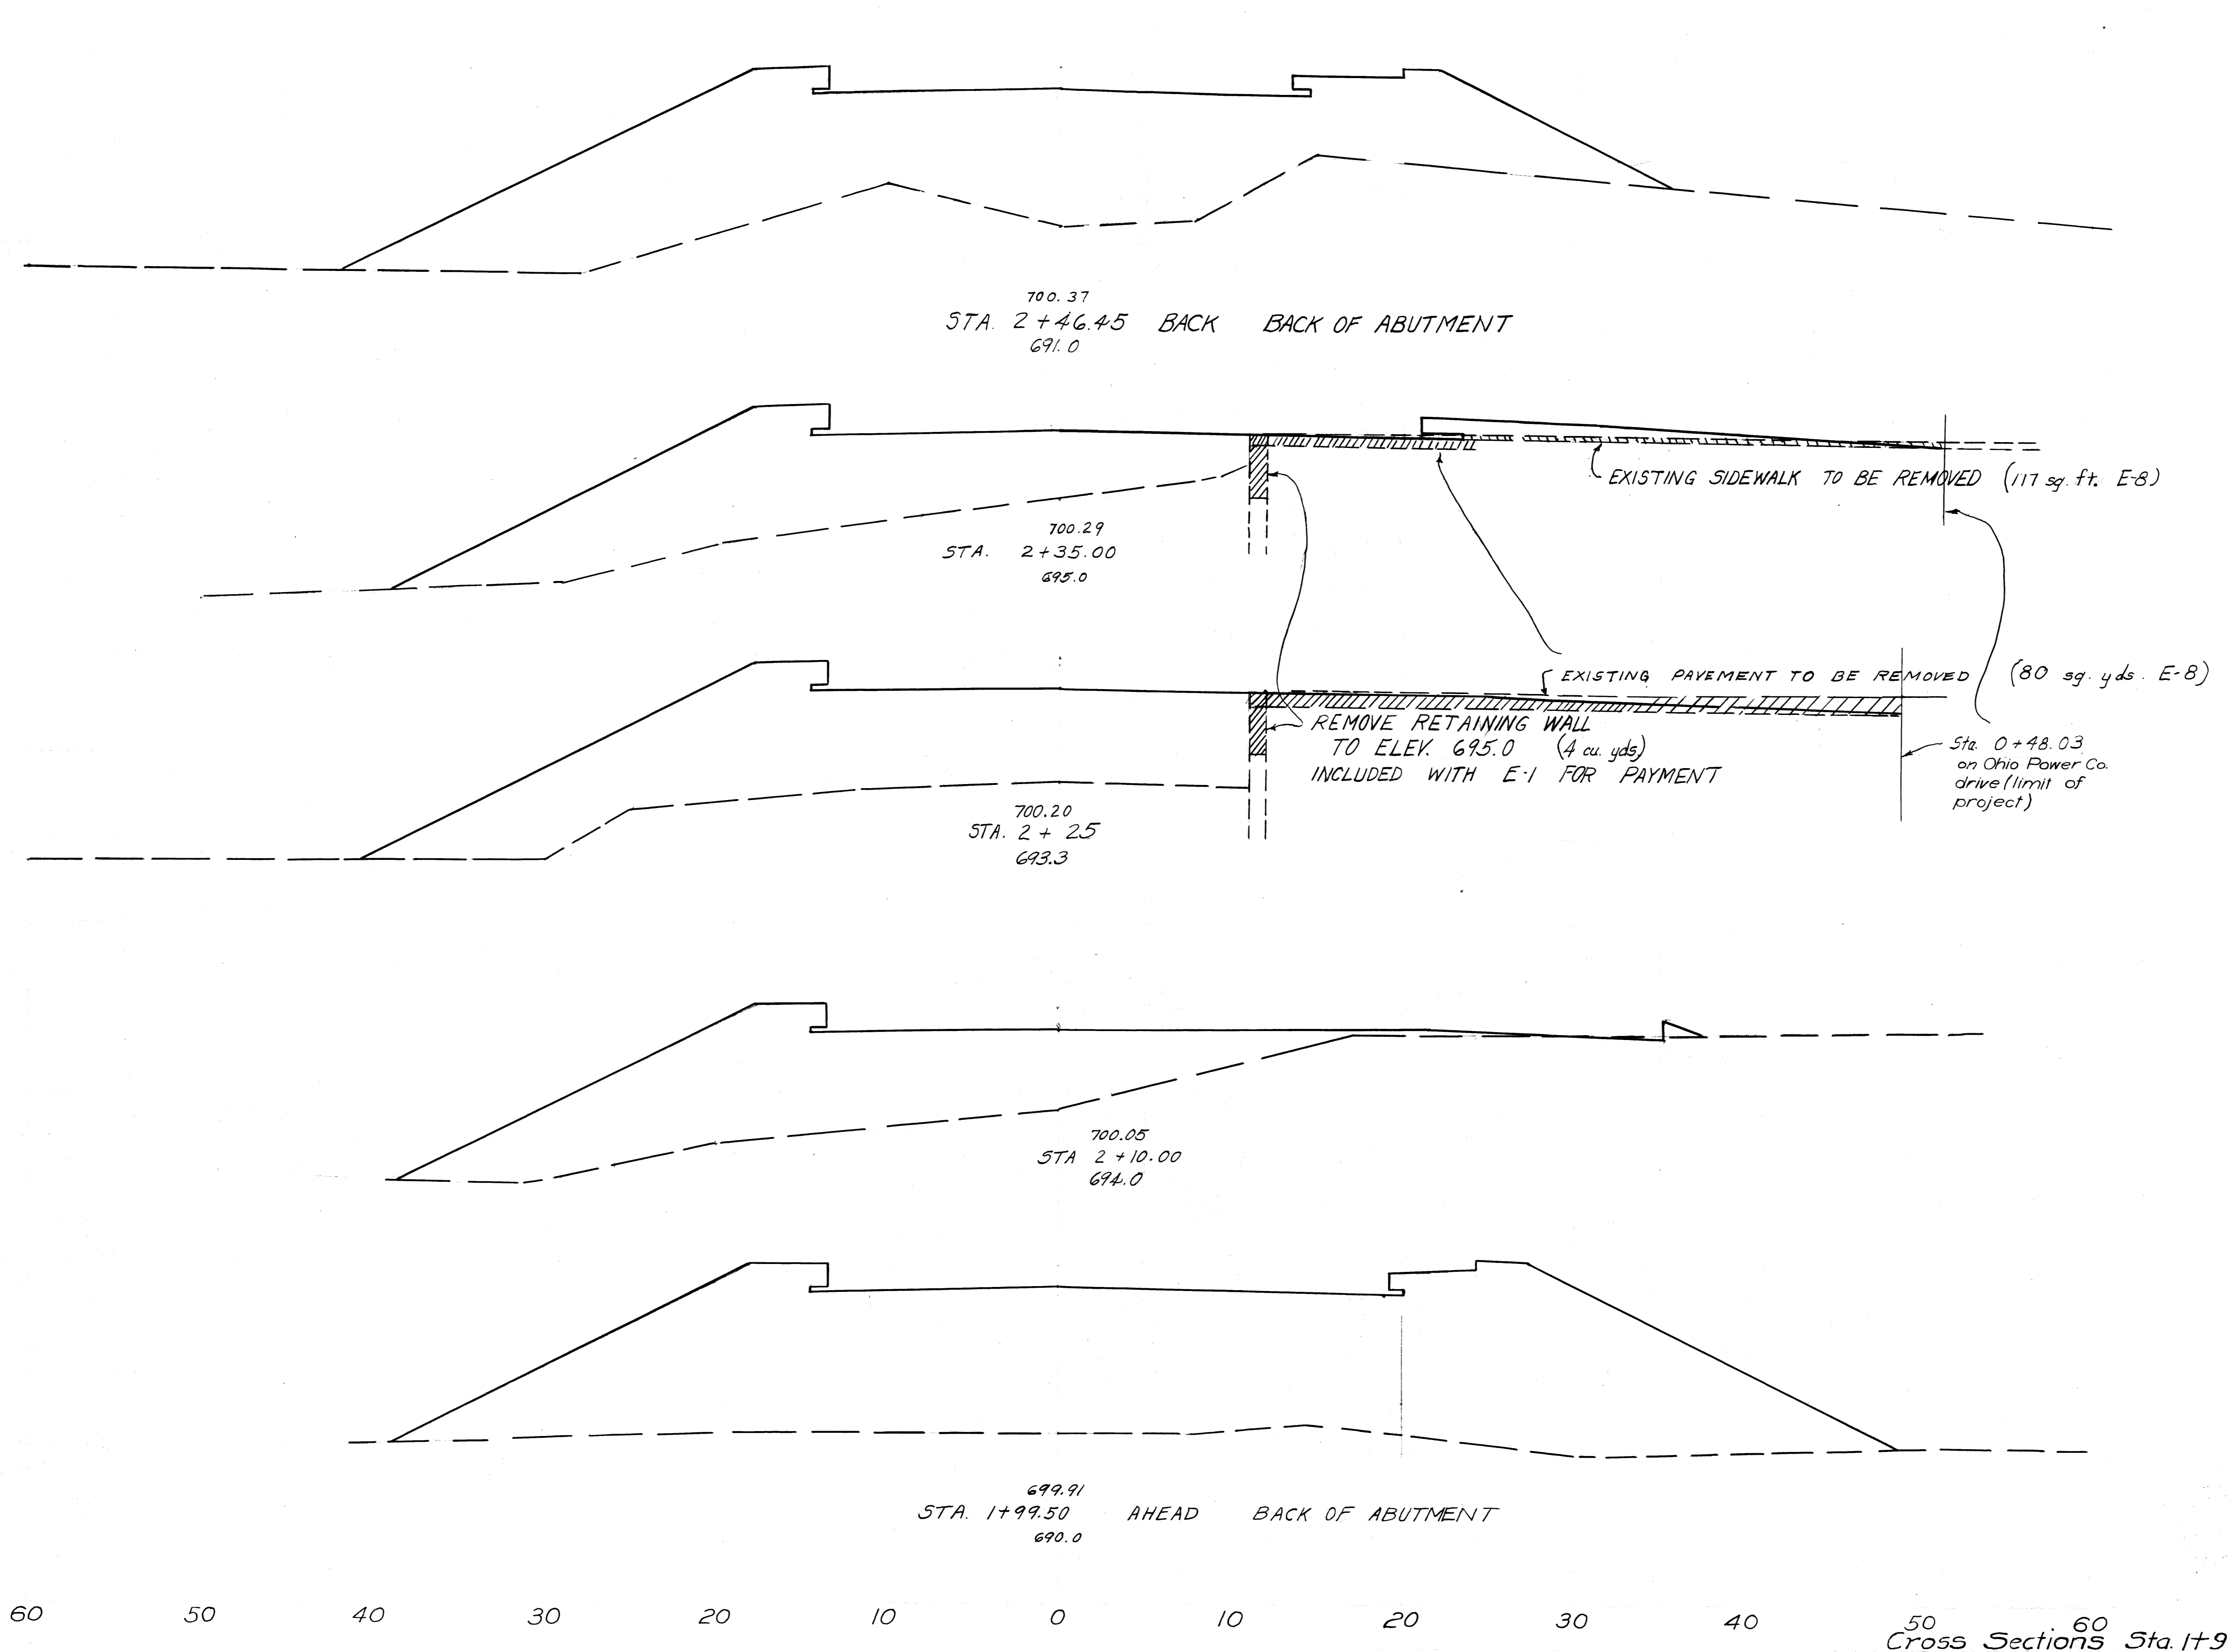 700.37
STA. 2+46.45 BACK BACK OF ABUTMENT
691.0
EXISTING SIDEWALK TO BE REMOVED (117 sq. ft. E-8)
700.29
STA. 2+35.00
695.0
EXISTING PAVEMENT TO BE REMOVED (80 sq. yds. E-8)
REMOVE RETAINING WALL
TO ELEV. 695.0 (4 cu. yds.)
INCLUDED WITH E-1 FOR PAYMENT
Sta. 0+48.03
on Ohio Power Co.
drive (limit of
project)
700.20
STA. 2+ 25
693.3
700.05
STA 2+10.00
694.0
699.91
STA. 1+99.50 AHEAD BACK OF ABUTMENT
690.0
60 50 40 30 20 10 0 10 20 30 40 50 60
Cross Sections Sta. 1+9